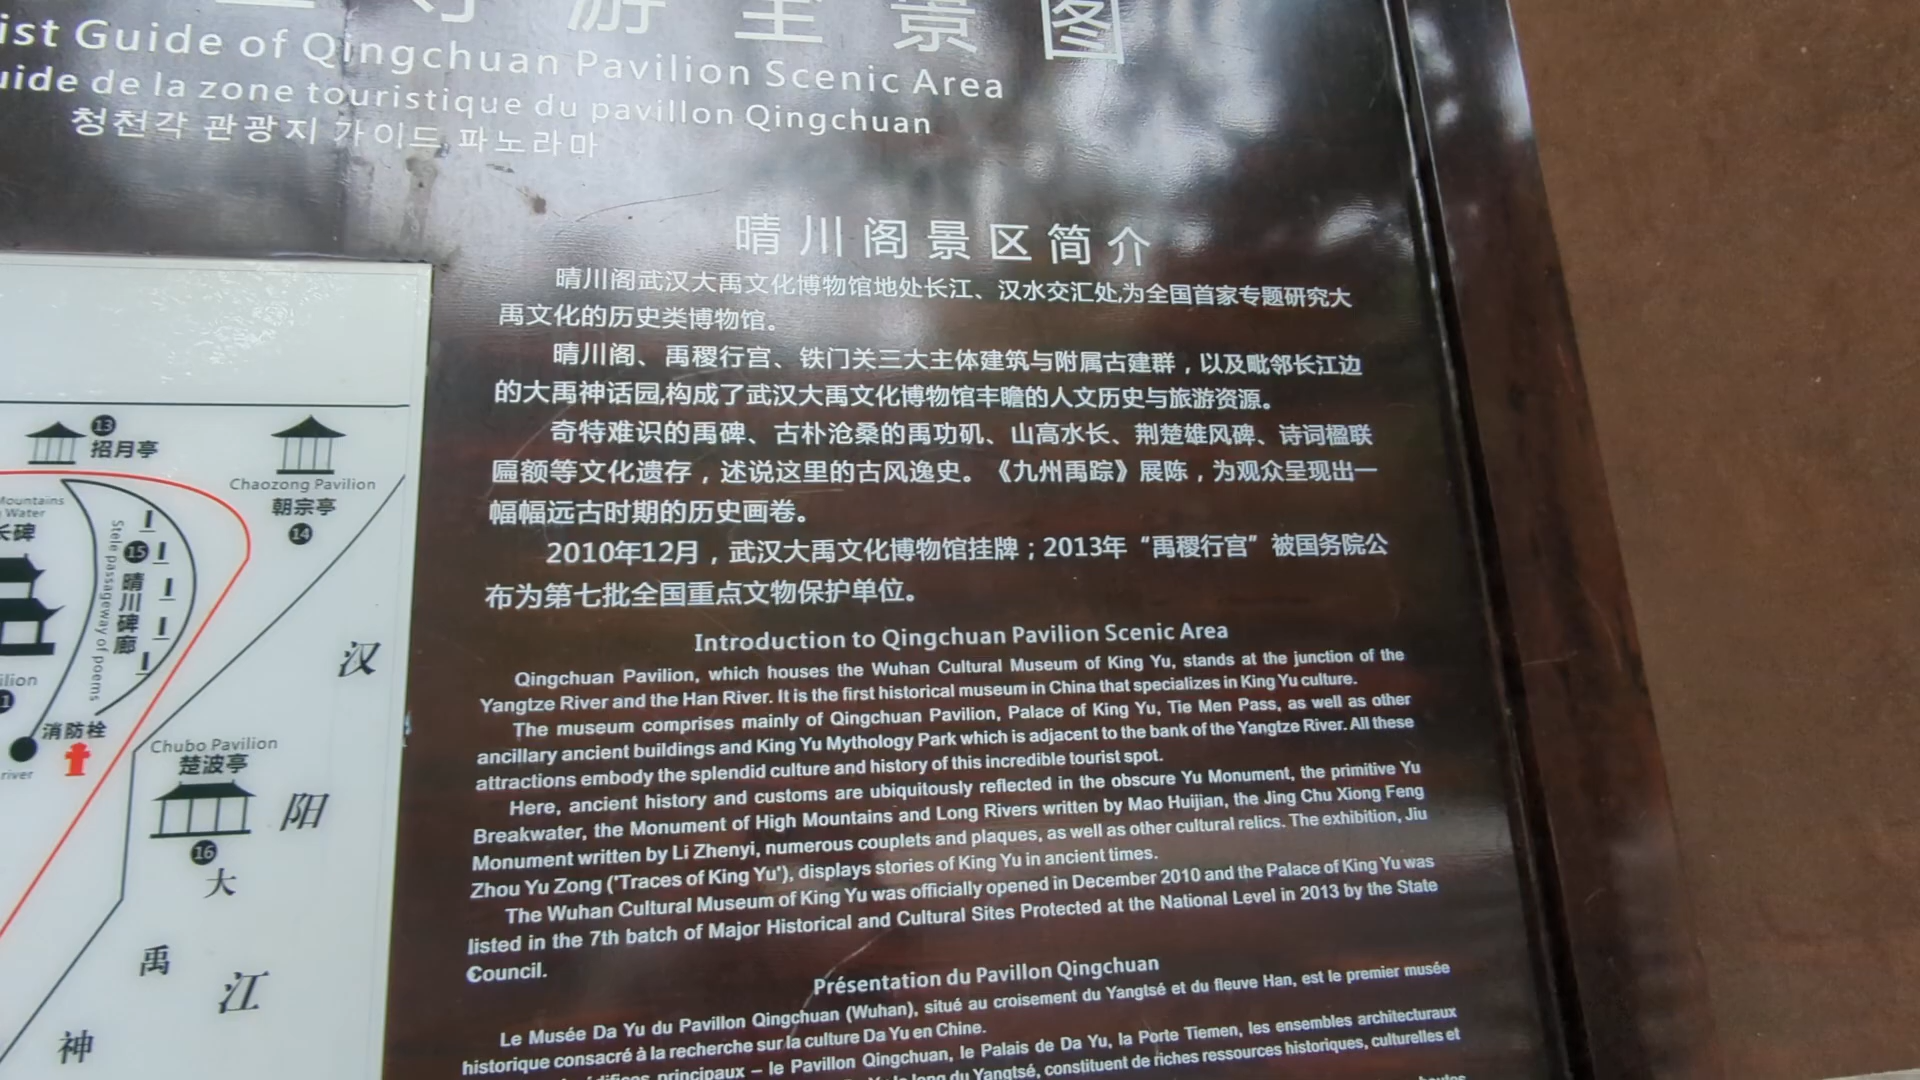 导游全景图
ist Guide of Qingchuan Pavilion Scenic Area
uide de la zone touristique du pavillon Qingchuan
청천각 관광지 가이드 파노라마
晴川阁景区简介
晴川阁武汉大禹文化博物馆地处长江、汉水交汇处,为全国首家专题研究大
禹文化的历史类博物馆。
晴川阁、禹稷行宫、铁门关三大主体建筑与附属古建群，以及毗邻长江边
的大禹神话园,构成了武汉大禹文化博物馆丰瞻的人文历史与旅游资源。
奇特难识的禹碑、古朴沧桑的禹功矶、山高水长、荆楚雄风碑、诗词楹联
匾额等文化遗存，述说这里的古风逸史。《九州禹踪》展陈，为观众呈现出一
幅幅远古时期的历史画卷。
2010年12月，武汉大禹文化博物馆挂牌；2013年“禹稷行宫”被国务院公
布为第七批全国重点文物保护单位。
Introduction to Qingchuan Pavilion Scenic Area
Qingchuan Pavilion, which houses the Wuhan Cultural Museum of King Yu, stands at the junction of the
Yangtze River and the Han River. It is the first historical museum in China that specializes in King Yu culture.
The museum comprises mainly of Qingchuan Pavilion, Palace of King Yu, Tie Men Pass, as well as other
ancillary ancient buildings and King Yu Mythology Park which is adjacent to the bank of the Yangtze River. All these
attractions embody the splendid culture and history of this incredible tourist spot.
Here, ancient history and customs are ubiquitously reflected in the obscure Yu Monument, the primitive Yu
Breakwater, the Monument of High Mountains and Long Rivers written by Mao Huijian, the Jing Chu Xiong Feng
Monument written by Li Zhenyi, numerous couplets and plaques, as well as other cultural relics. The exhibition, Jiu
Zhou Yu Zong ('Traces of King Yu'), displays stories of King Yu in ancient times.
The Wuhan Cultural Museum of King Yu was officially opened in December 2010 and the Palace of King Yu was
listed in the 7th batch of Major Historical and Cultural Sites Protected at the National Level in 2013 by the State
Council.
Présentation du Pavillon Qingchuan
Le Musée Da Yu du Pavillon Qingchuan (Wuhan), situé au croisement du Yangtsé et du fleuve Han, est le premier musée
historique consacré à la recherche sur la culture Da Yu en Chine.
principaux – le Pavillon Qingchuan, le Palais de Da Yu, la Porte Tiemen, les ensembles architecturaux
du Yangtsé, constituent de riches ressources historiques, culturelles et
13
招月亭
Chaozong Pavilion
朝宗亭
14
Mountains
Water
长碑
Stele passageway of poems
15
晴川碑廊
ilion
1
消防栓
river
Chubo Pavilion
楚波亭
16
汉
阳
大
禹
江
神